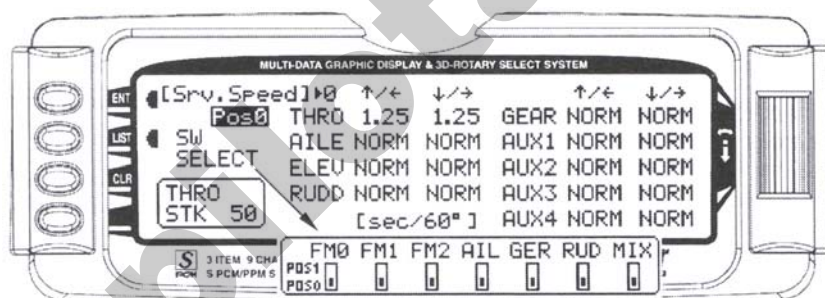 MULTI-DATA GRAPHIC DISPLAY & 3D-ROTARY SELECT SYSTEM
ENT
LIST
CLR
[Srv.Speed]▸0 ↑/← ↓/→ ↑/← ↓/→
Pos0 THRO 1.25 1.25 GEAR NORM NORM
SW AILE NORM NORM AUX1 NORM NORM
SELECT ELEV NORM NORM AUX2 NORM NORM
THRO RUDD NORM NORM AUX3 NORM NORM
STK 50 [sec/60°] AUX4 NORM NORM
FM0 FM1 FM2 AIL GER RUD MIX
POS1
POS0
S PCM
3 ITEM 9 CHA
S PCM/PPM S